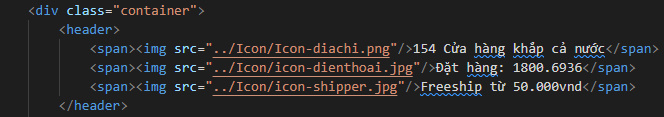 <div class="container">
<header>
<span><img src="../Icon/Icon-diachi.png"/>154 Cửa hàng khắp cả nước</span>
<span><img src="../Icon/icon-dienthoai.jpg"/>Đặt hàng: 1800.6936</span>
<span><img src="../Icon/icon-shipper.jpg"/>Freeship từ 50.000vnd</span>
</header>